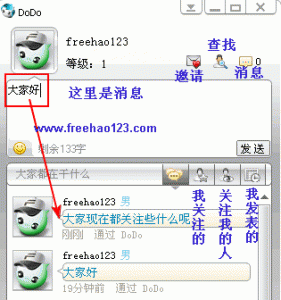 DoDo
freehao123
等级：1
查找
0
邀请
消息
大家好
这里是消息
www.freehao123.com
剩余133字
发送
大家都在干什么
freehao123 男
大家现在都关注些什么呢
刚刚 通过 DoDo
freehao123 男
大家好
19分钟前 通过 DoDo
我关注的
关注我的人
我发表的